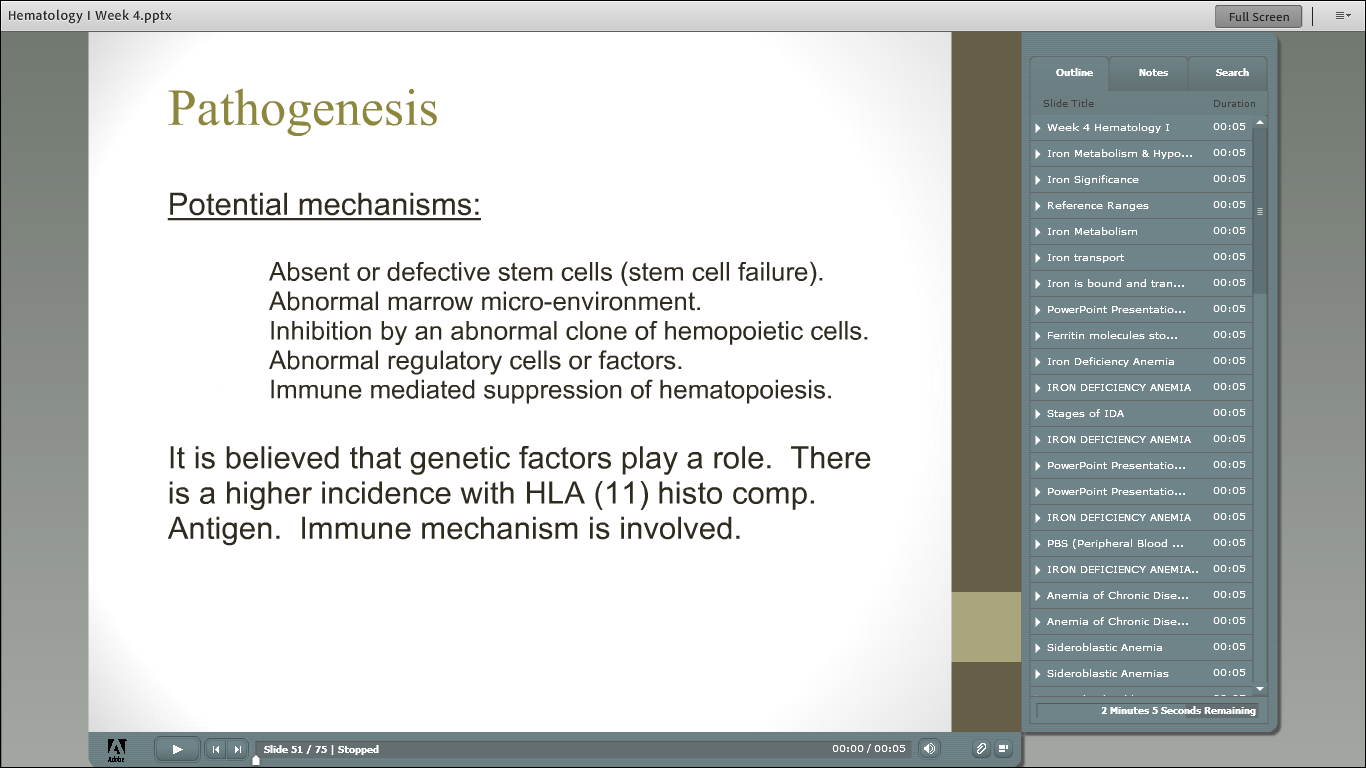 Hematology I Week 4.pptx
Full Screen
Pathogenesis
Potential mechanisms:
Absent or defective stem cells (stem cell failure).
Abnormal marrow micro-environment.
Inhibition by an abnormal clone of hemopoietic cells.
Abnormal regulatory cells or factors.
Immune mediated suppression of hematopoiesis.
It is believed that genetic factors play a role. There
is a higher incidence with HLA (11) histo comp.
Antigen. Immune mechanism is involved.
Outline Notes Search
Slide Title Duration
Week 4 Hematology I 00:05
Iron Metabolism & Hypo... 00:05
Iron Significance 00:05
Reference Ranges 00:05
Iron Metabolism 00:05
Iron transport 00:05
Iron is bound and tran... 00:05
PowerPoint Presentatio... 00:05
Ferritin molecules sto... 00:05
Iron Deficiency Anemia 00:05
IRON DEFICIENCY ANEMIA 00:05
Stages of IDA 00:05
IRON DEFICIENCY ANEMIA 00:05
PowerPoint Presentatio... 00:05
PowerPoint Presentatio... 00:05
IRON DEFICIENCY ANEMIA 00:05
PBS (Peripheral Blood ... 00:05
IRON DEFICIENCY ANEMIA.. 00:05
Anemia of Chronic Dise... 00:05
Anemia of Chronic Dise... 00:05
Sideroblastic Anemia 00:05
Sideroblastic Anemias 00:05
2 Minutes 5 Seconds Remaining
Adobe
Slide 51 / 75 | Stopped
00:00 / 00:05